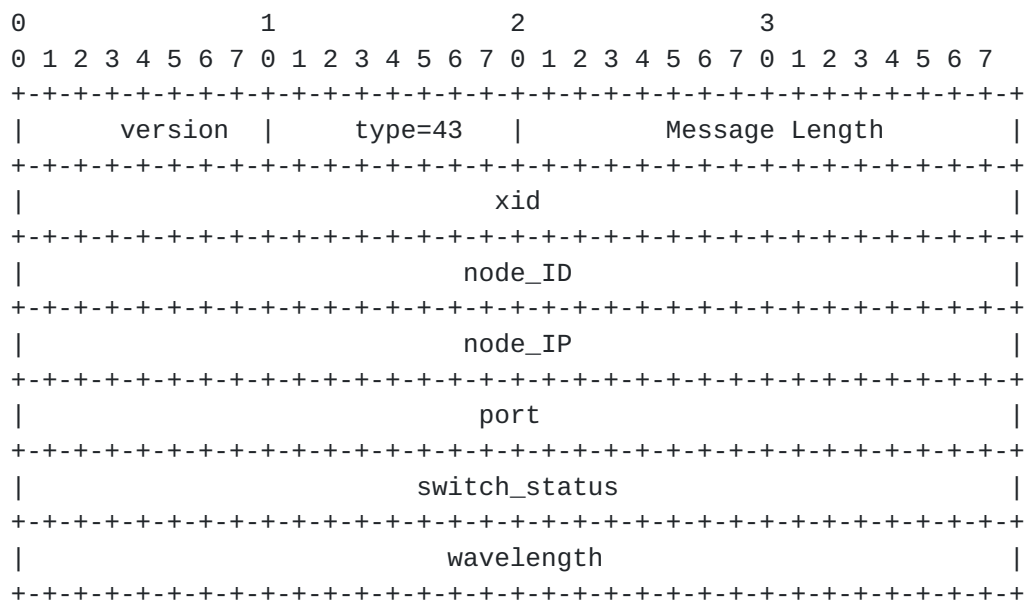 0                   1                   2                   3
0 1 2 3 4 5 6 7 0 1 2 3 4 5 6 7 0 1 2 3 4 5 6 7 0 1 2 3 4 5 6 7
+-+-+-+-+-+-+-+-+-+-+-+-+-+-+-+-+-+-+-+-+-+-+-+-+-+-+-+-+-+-+-+-+
|      version  |     type=43   |         Message Length        |
+-+-+-+-+-+-+-+-+-+-+-+-+-+-+-+-+-+-+-+-+-+-+-+-+-+-+-+-+-+-+-+-+
|                              xid                              |
+-+-+-+-+-+-+-+-+-+-+-+-+-+-+-+-+-+-+-+-+-+-+-+-+-+-+-+-+-+-+-+-+
|                            node_ID                            |
+-+-+-+-+-+-+-+-+-+-+-+-+-+-+-+-+-+-+-+-+-+-+-+-+-+-+-+-+-+-+-+-+
|                            node_IP                            |
+-+-+-+-+-+-+-+-+-+-+-+-+-+-+-+-+-+-+-+-+-+-+-+-+-+-+-+-+-+-+-+-+
|                             port                              |
+-+-+-+-+-+-+-+-+-+-+-+-+-+-+-+-+-+-+-+-+-+-+-+-+-+-+-+-+-+-+-+-+
|                         switch_status                         |
+-+-+-+-+-+-+-+-+-+-+-+-+-+-+-+-+-+-+-+-+-+-+-+-+-+-+-+-+-+-+-+-+
|                           wavelength                          |
+-+-+-+-+-+-+-+-+-+-+-+-+-+-+-+-+-+-+-+-+-+-+-+-+-+-+-+-+-+-+-+-+